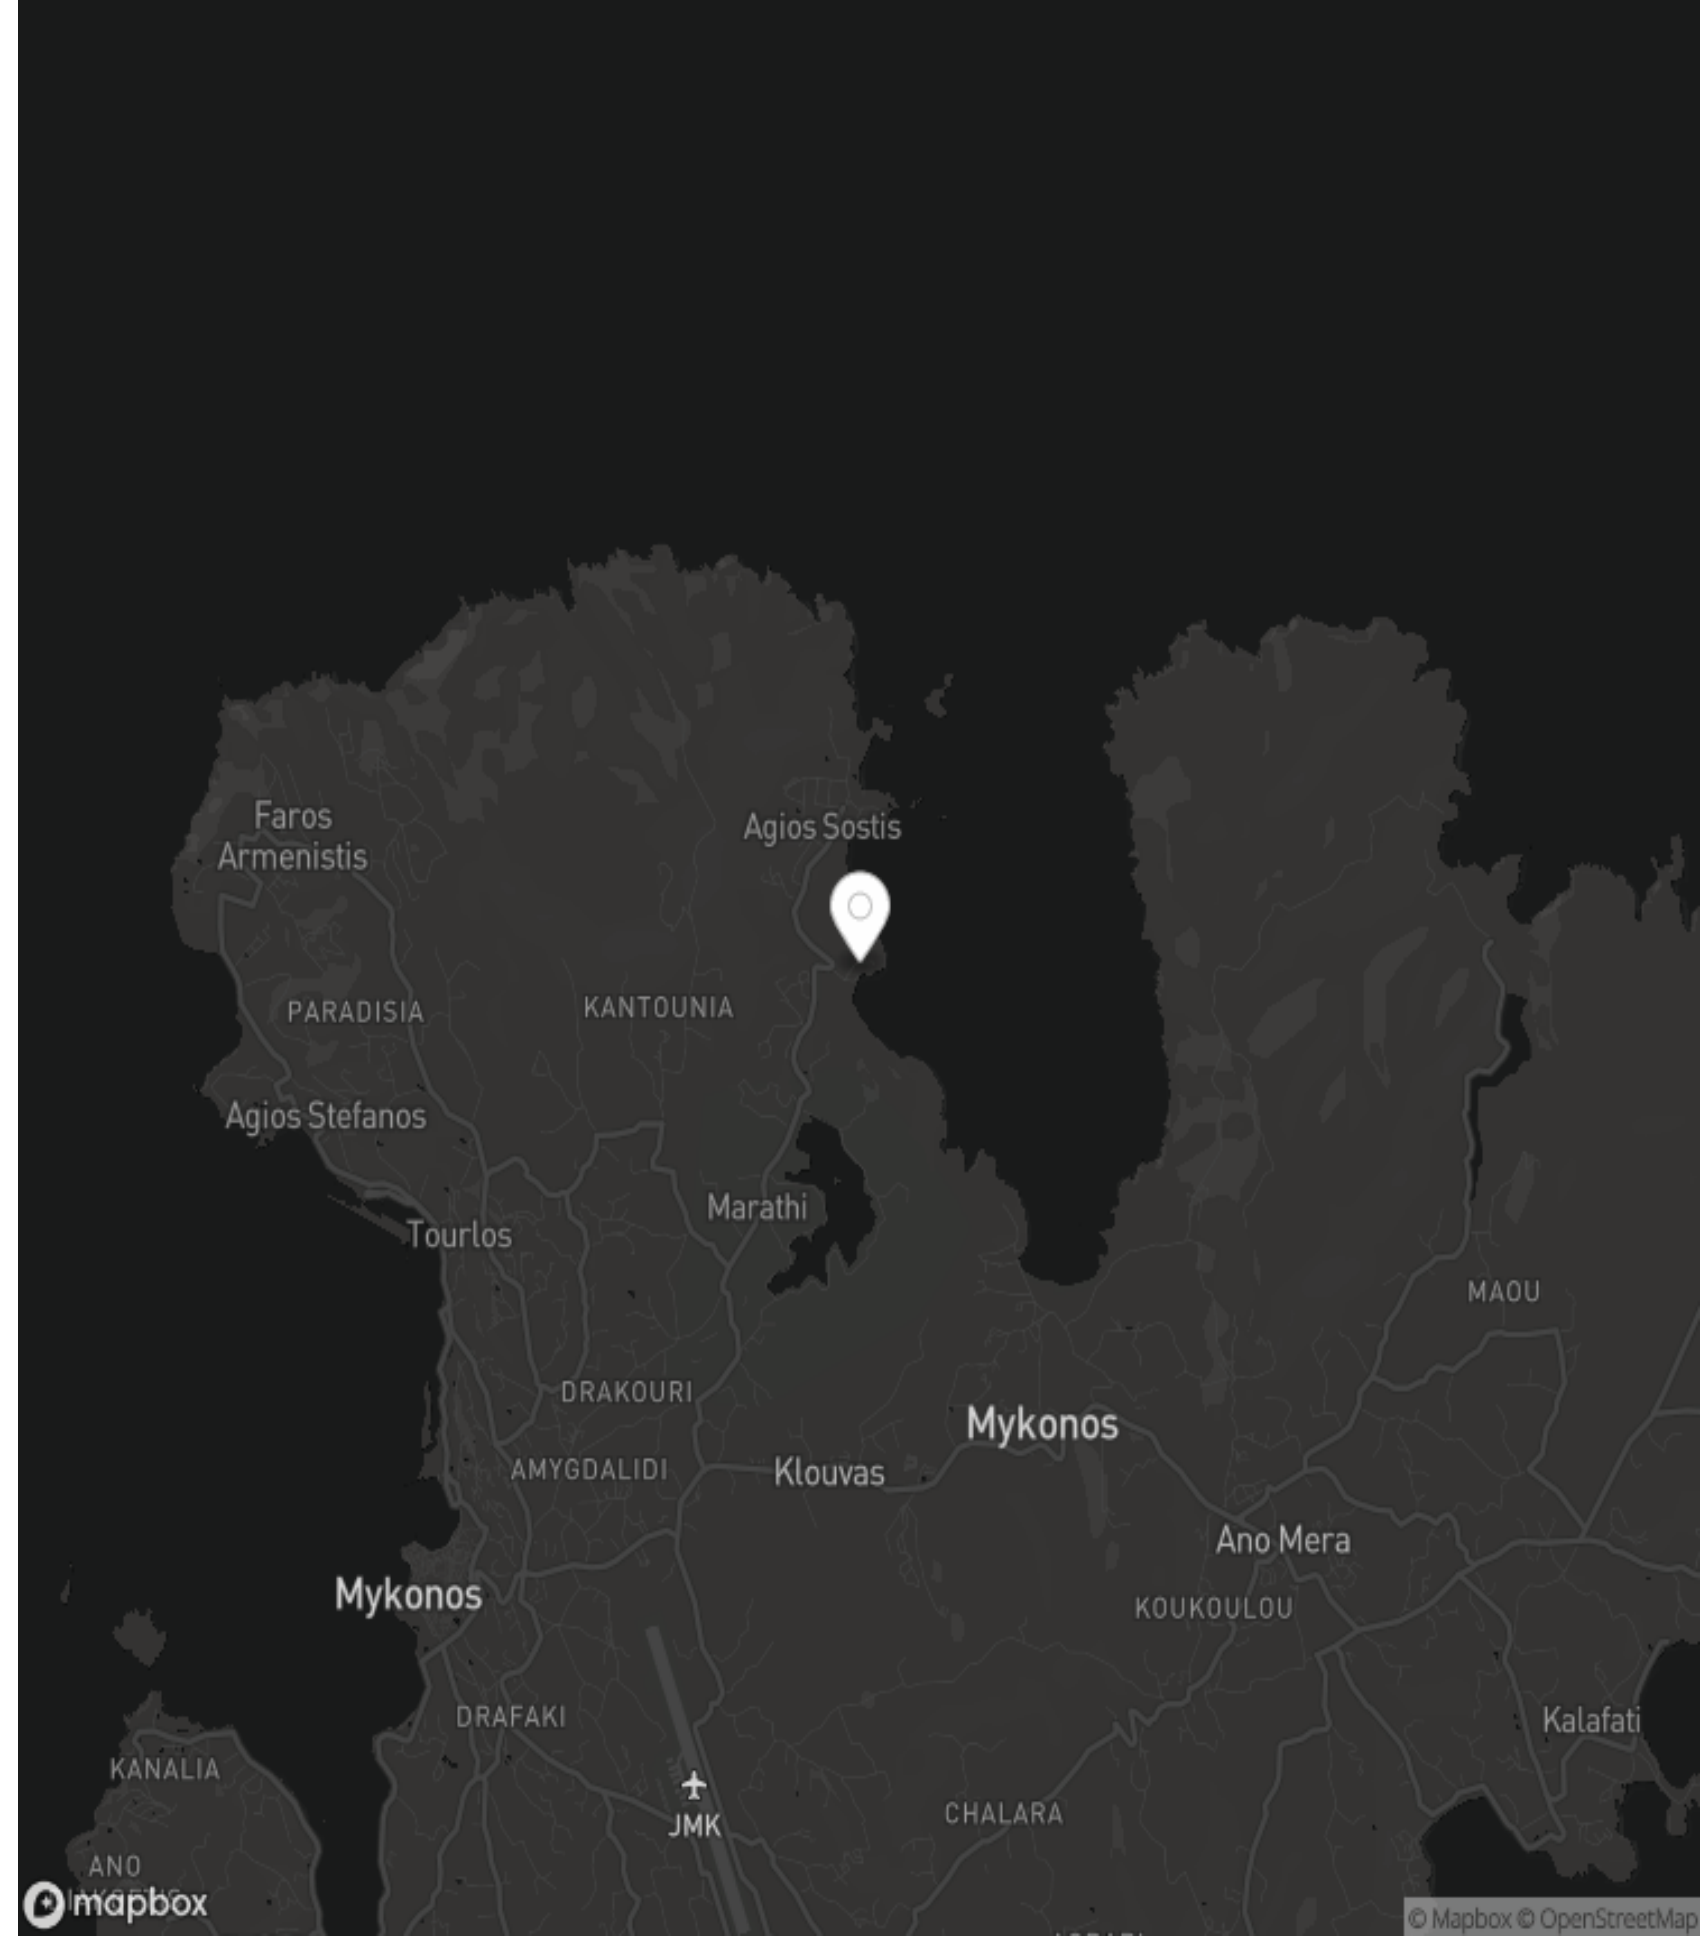 Faros
Armenistis
Agios Sostis
PARADISIA
KANTOUNIA
Agios Stefanos
Marathi
Tourlos
MAOU
DRAKOURI
Mykonos
AMYGDALIDI
Klouvas
Ano Mera
Mykonos
KOUKOULOU
DRAFAKI
Kalafati
KANALIA
JMK
CHALARA
ANO
mapbox
© Mapbox © OpenStreetMap